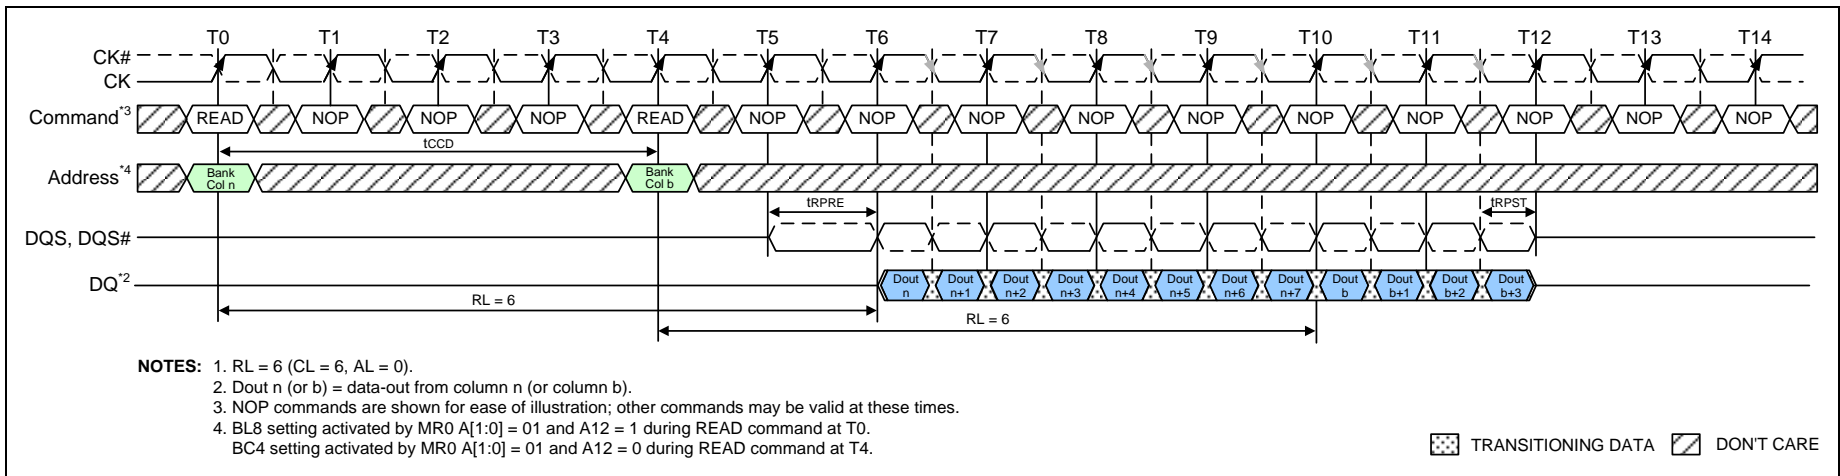 T0 T1 T2 T3 T4 T5 T6 T7 T8 T9 T10 T11 T12 T13 T14
CK#
CK
Command*3 READ NOP NOP NOP READ NOP NOP NOP NOP NOP NOP NOP NOP NOP NOP
tCCD
Address*4 Bank Col n Bank Col b
tRPRE tRPST
DQS, DQS#
DQ*2 Dout n Dout n+1 Dout n+2 Dout n+3 Dout n+4 Dout n+5 Dout n+6 Dout n+7 Dout b Dout b+1 Dout b+2 Dout b+3
RL = 6
RL = 6
NOTES: 1. RL = 6 (CL = 6, AL = 0).
2. Dout n (or b) = data-out from column n (or column b).
3. NOP commands are shown for ease of illustration; other commands may be valid at these times.
4. BL8 setting activated by MR0 A[1:0] = 01 and A12 = 1 during READ command at T0.
BC4 setting activated by MR0 A[1:0] = 01 and A12 = 0 during READ command at T4.
TRANSITIONING DATA DON'T CARE